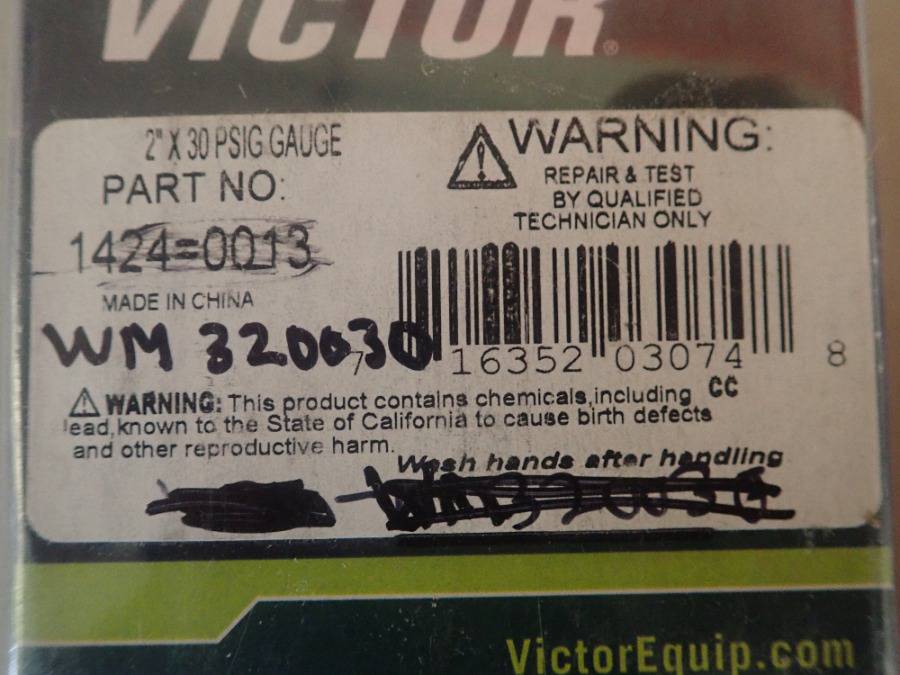 VICTOR®
2" X 30 PSIG GAUGE
PART NO:
1424=0013
MADE IN CHINA
WM 320030
WARNING:
REPAIR & TEST
BY QUALIFIED
TECHNICIAN ONLY
7 16352 03074 8
CC
WARNING: This product contains chemicals,including
lead,known to the State of California to cause birth defects
and other reproductive harm.
Wash hands after handling
VictorEquip.com